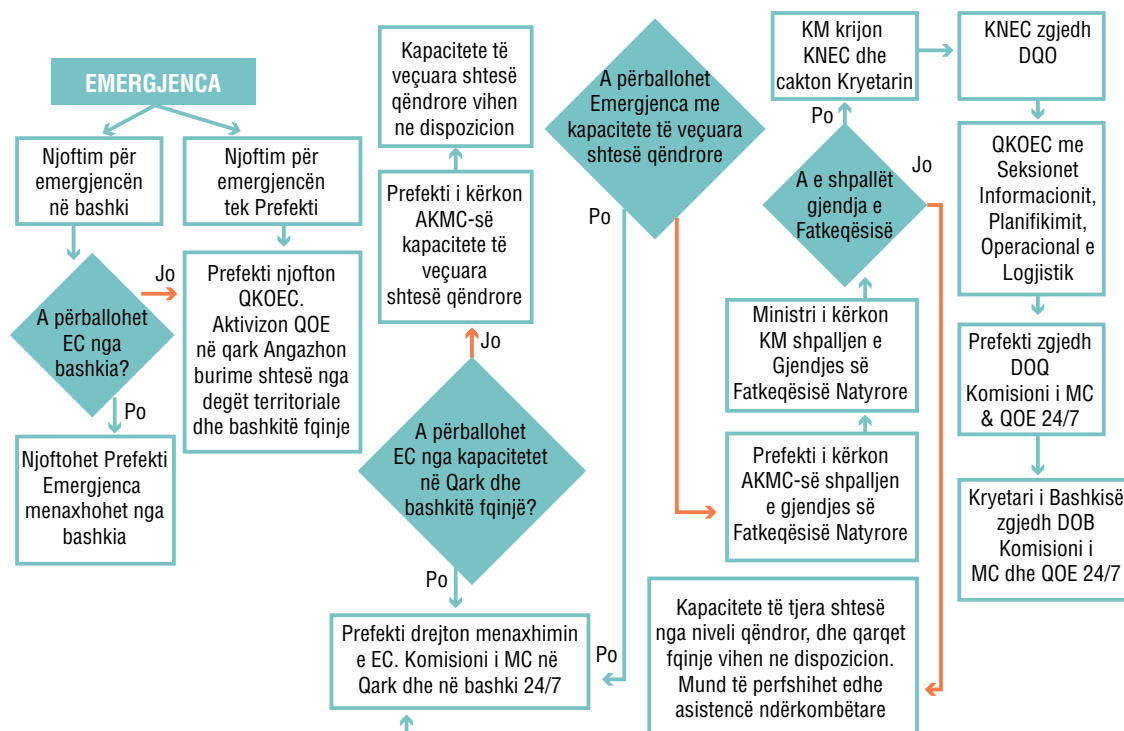 EMERGJENCA
Njoftim për
emergjencën
në bashki
Njoftim për
emergjencën
tek Prefekti
A përballohet
EC nga
bashkia?
Jo
Po
Prefekti njofton
QKOEC.
Aktivizon QOE
në qark Angazhon
burime shtesë nga
degët territoriale
dhe bashkitë fqinje
Njoftohet Prefekti
Emergjenca
menaxhohet nga
bashkia
Kapacitete të
veçuara shtesë
qëndrore vihen
ne dispozicion
Prefekti i kërkon
AKMC-së
kapacitete të
veçuara
shtesë qëndrore
Jo
A përballohet
EC nga kapacitetet
në Qark dhe
bashkitë fqinjë?
Po
Prefekti drejton menaxhimin
e EC. Komisioni i MC në
Qark dhe në bashki 24/7
A përballohet
Emergjenca me
kapacitete të veçuara
shtesë qëndrore
Po
Po
KM krijon
KNEC dhe
cakton Kryetarin
Po
A e shpallët
gjendja e
Fatkeqësisë
Jo
Ministri i kërkon
KM shpalljen e
Gjendjes së
Fatkeqësisë Natyrore
Prefekti i kërkon
AKMC-së shpalljen
e gjendjes së
Fatkeqësisë Natyrore
Kapacitete të tjera shtesë
nga niveli qëndror, dhe qarqet
fqinje vihen ne dispozicion.
Mund të perfshihet edhe
asistencë ndërkombëtare
KNEC zgjedh
DQO
QKOEC me
Seksionet
Informacionit,
Planifikimit,
Operacional e
Logjistik
Prefekti zgjedh
DOQ
Komisioni i MC
& QOE 24/7
Kryetari i Bashkisë
zgjedh DOB
Komisioni i
MC dhe QOE 24/7